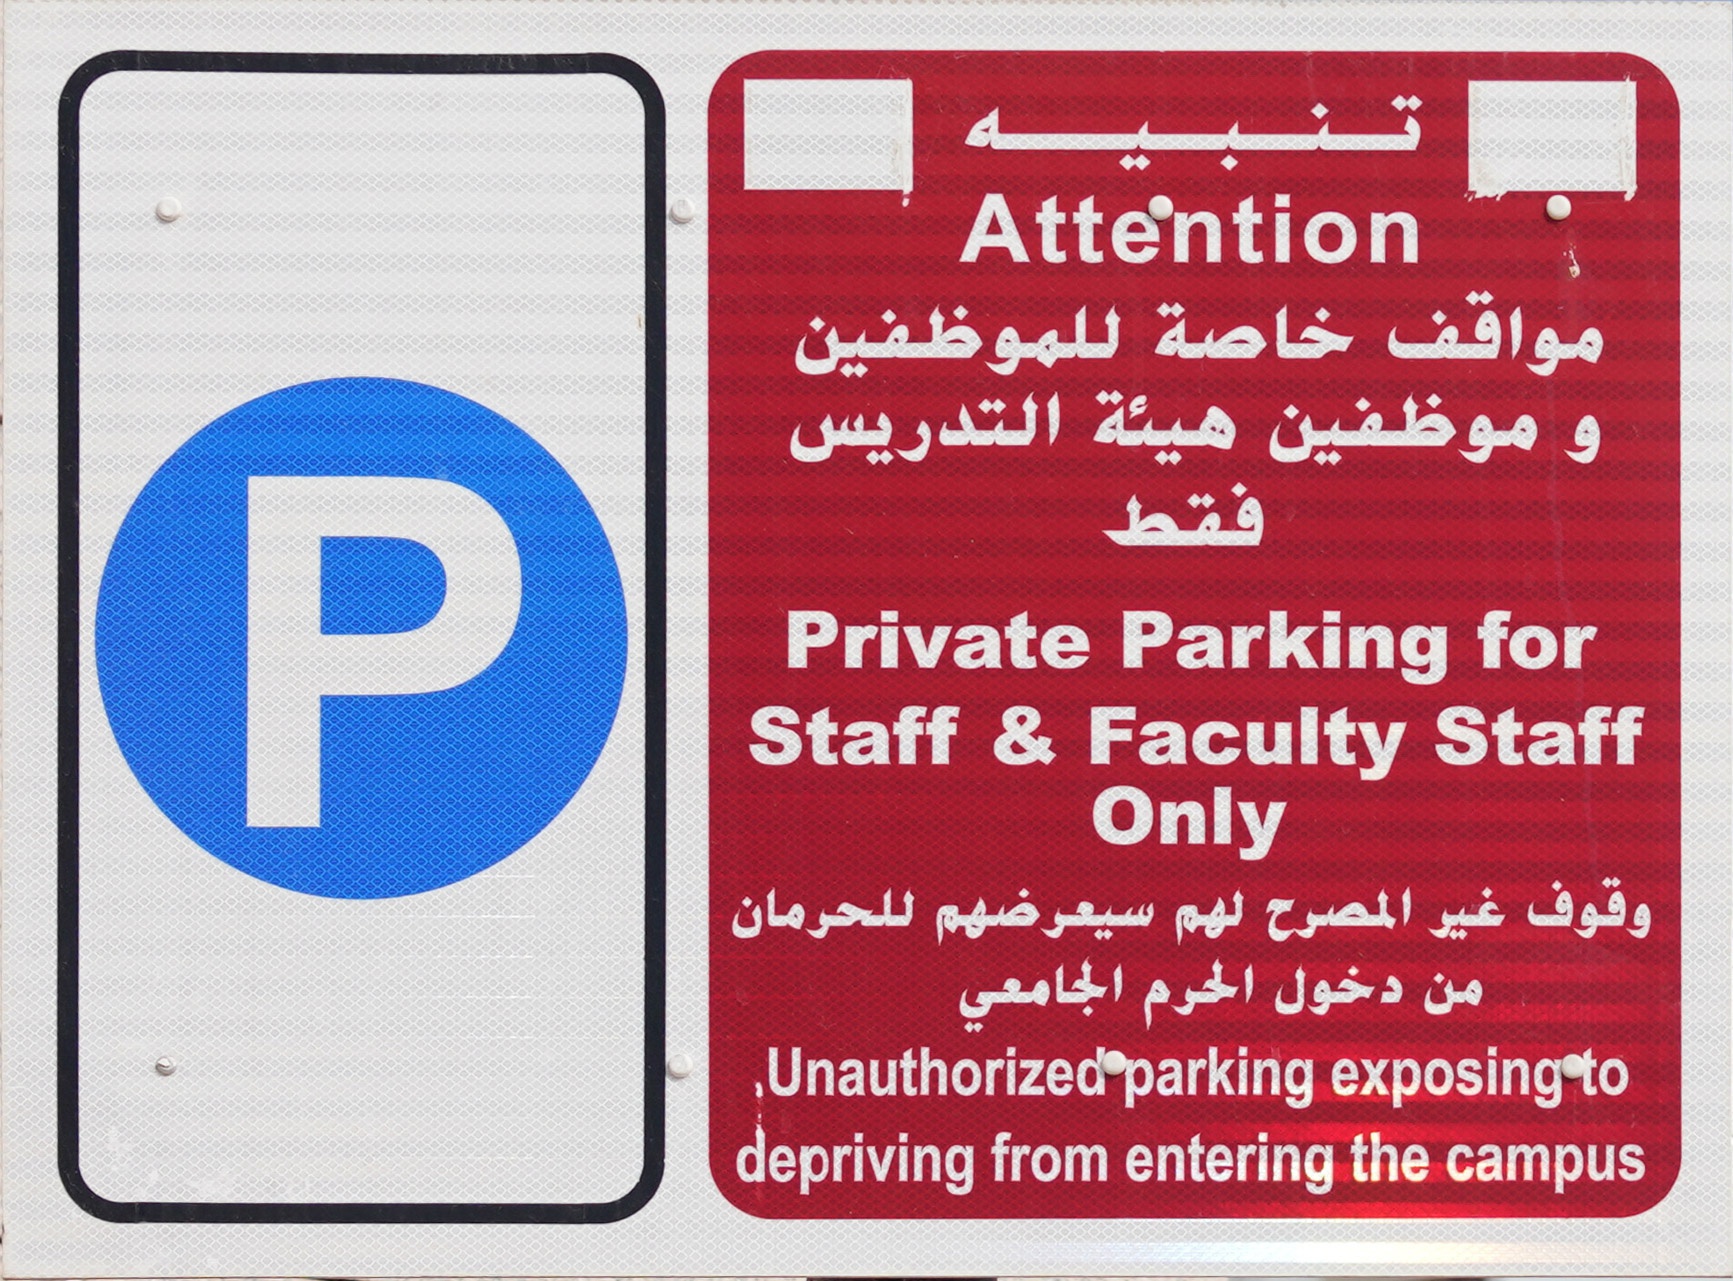 P
تنبيه
Attention
مواقف خاصة للموظفين
و موظفين هيئة التدريس
فقط
Private Parking for
Staff & Faculty Staff
Only
وقوف غير المصرح لهم سيعرضهم للحرمان
من دخول الحرم الجامعي
Unauthorized parking exposing to
depriving from entering the campus